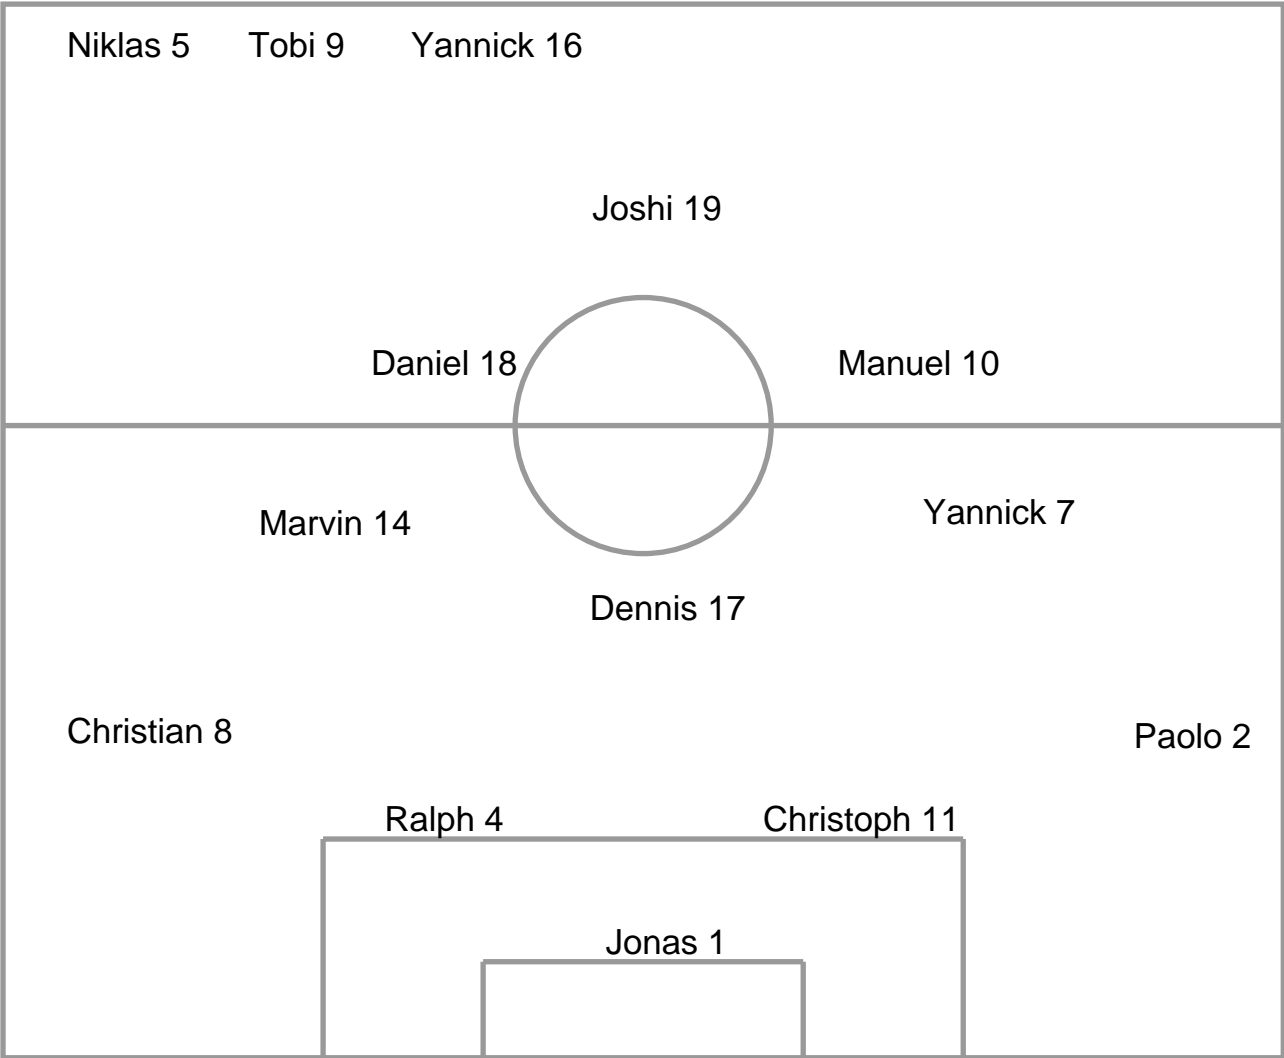 Niklas 5 Tobi 9 Yannick 16
Joshi 19
Daniel 18 Manuel 10
Marvin 14 Yannick 7
Dennis 17
Christian 8 Paolo 2
Ralph 4 Christoph 11
Jonas 1